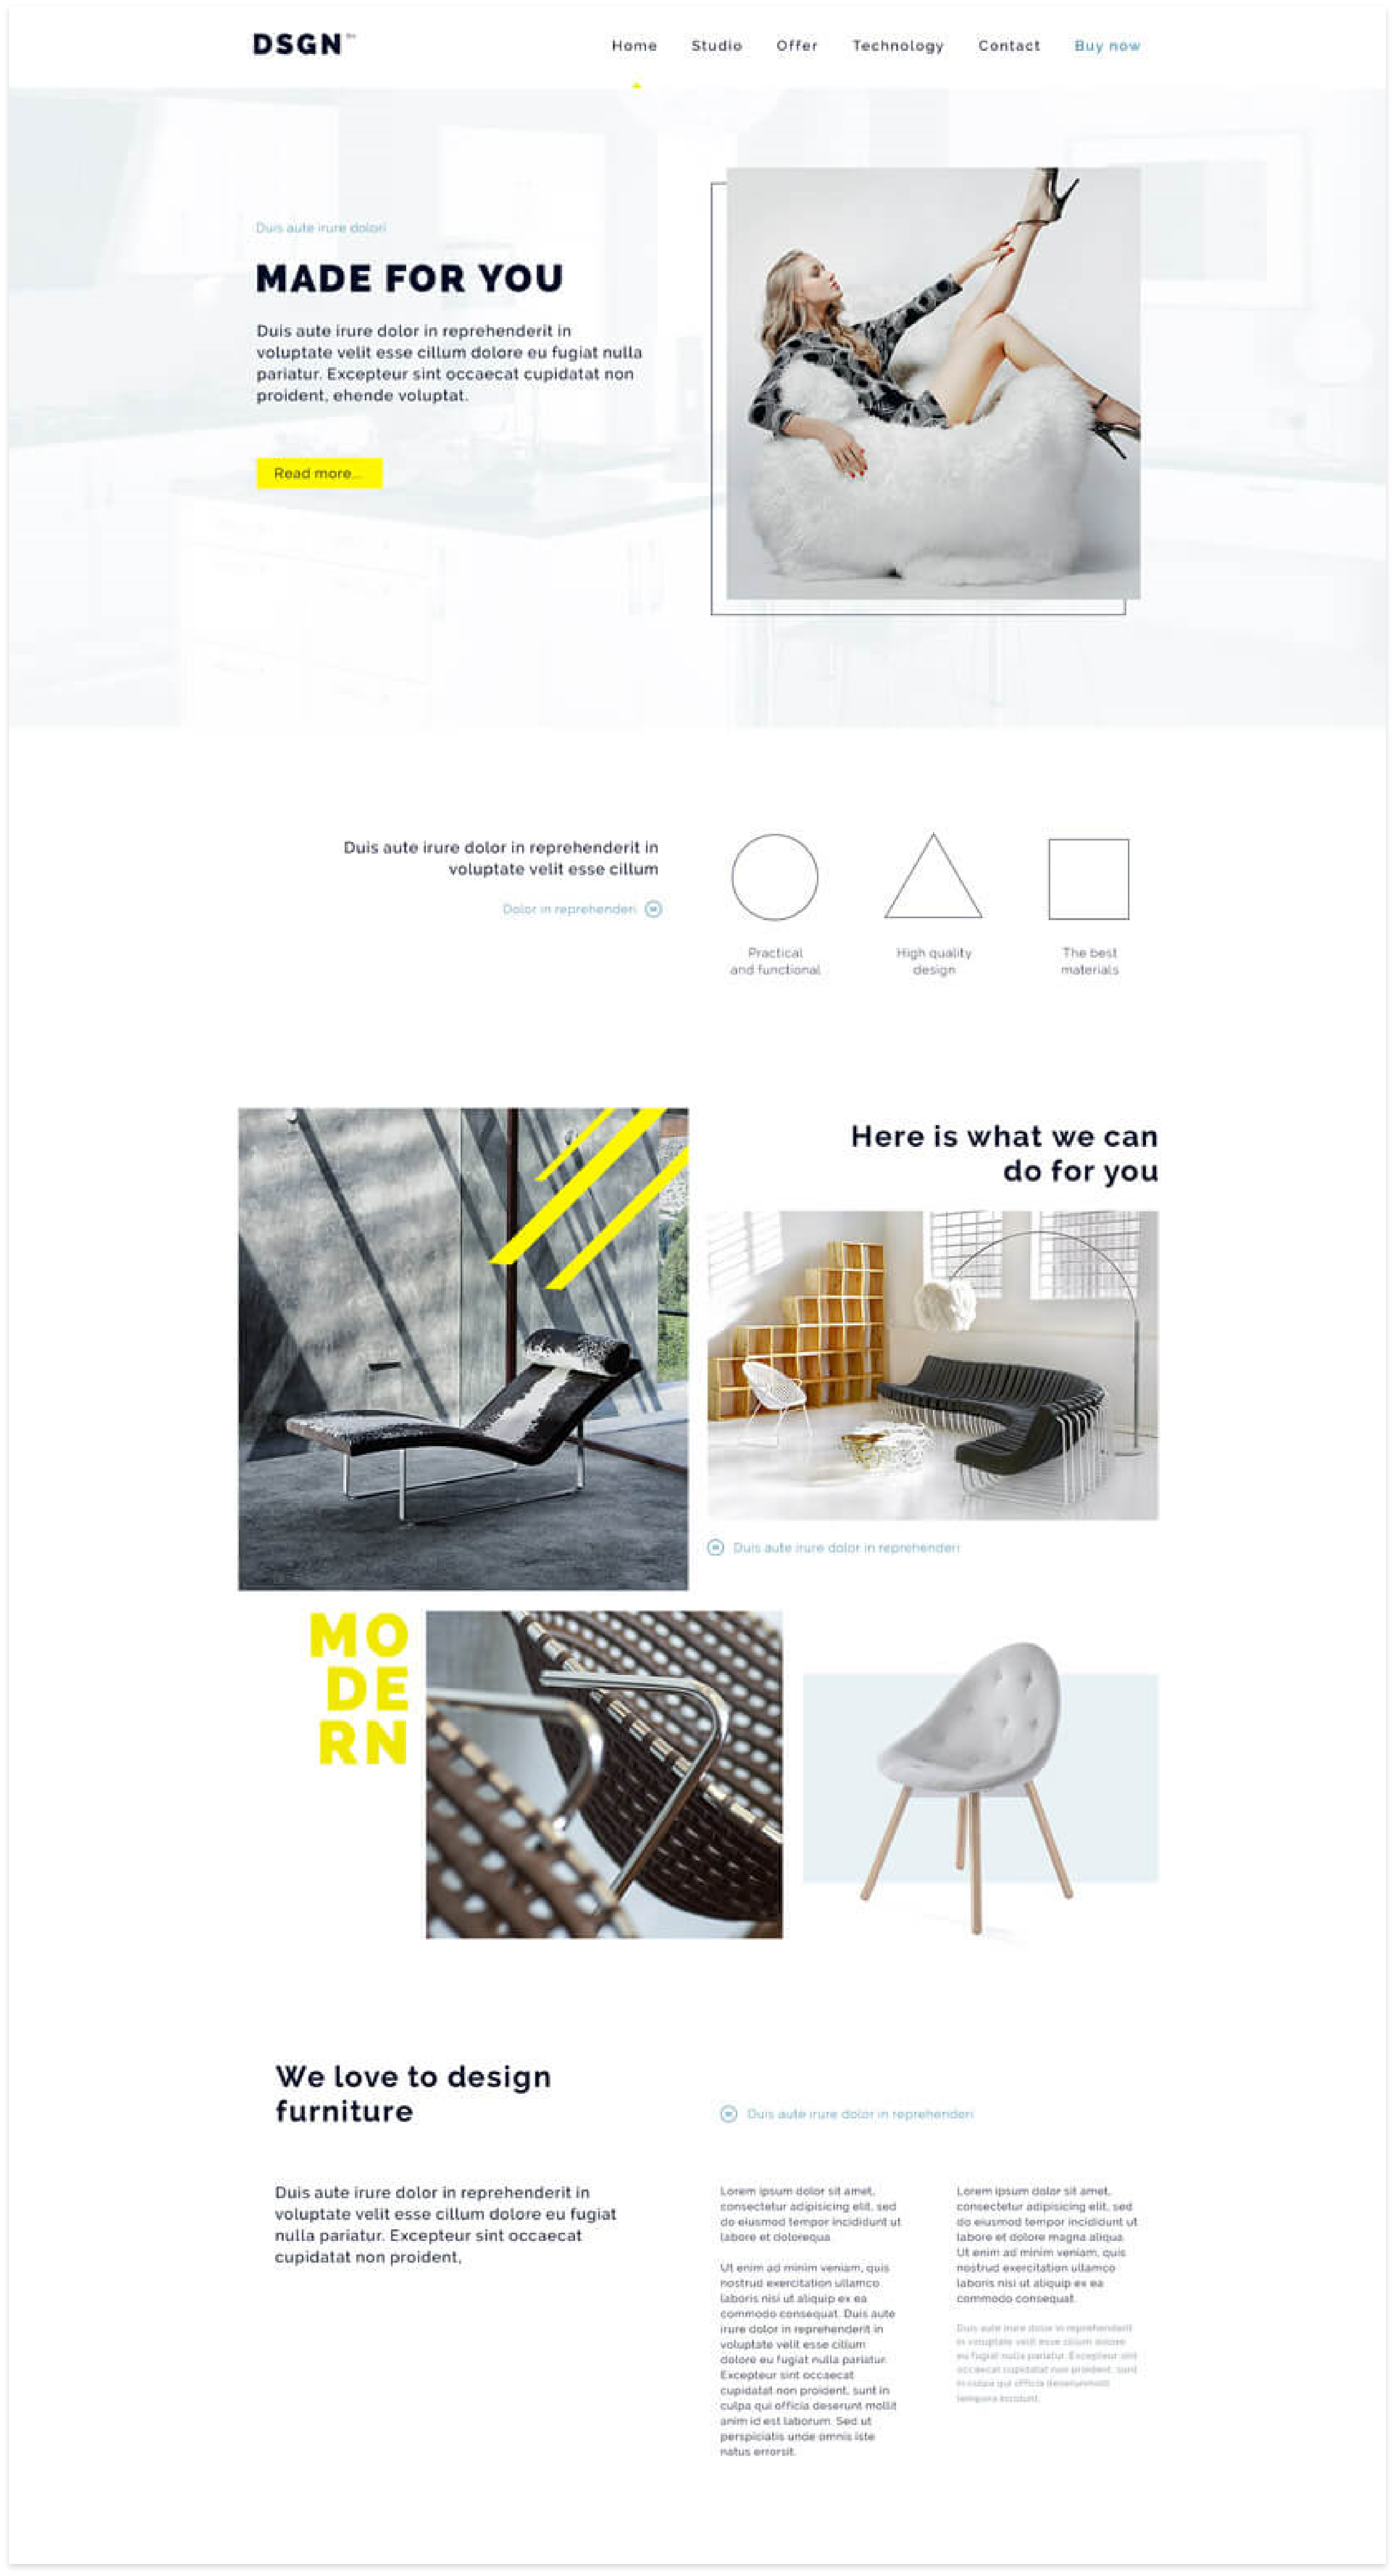 DSGN
Home Studio Offer Technology Contact Buy now
Duis aute irure dolori
MADE FOR YOU
Duis aute irure dolor in reprehenderit in
voluptate velit esse cillum dolore eu fugiat nulla
pariatur. Excepteur sint occaecat cupidatat non
proident, ehende voluptat.
Read more...
Duis aute irure dolor in reprehenderit in
voluptate velit esse cillum
Dolor in reprehenderi
Practical
and functional
High quality
design
The best
materials
Here is what we can
do for you
Duis aute irure dolor in reprehenderi
MO
DE
RN
We love to design
furniture
Duis aute irure dolor in reprehenderi
Duis aute irure dolor in reprehenderit in
voluptate velit esse cillum dolore eu fugiat
nulla pariatur. Excepteur sint occaecat
cupidatat non proident,
Lorem ipsum dolor sit amet,
consectetur adipisicing elit, sed
do eiusmod tempor incididunt ut
labore et dolorequa.
Ut enim ad minim veniam, quis
nostrud exercitation ullamco
laboris nisi ut aliquip ex ea
commodo consequat. Duis aute
irure dolor in reprehenderit in
voluptate velit esse cillum
dolore eu fugiat nulla pariatur.
Excepteur sint occaecat
cupidatat non proident, sunt in
culpa qui officia deserunt mollit
anim id est laborum. Sed ut
perspiciatis unde omnis iste
natus errorsit.
Lorem ipsum dolor sit amet,
consectetur adipisicing elit, sed
do eiusmod tempor incididunt ut
labore et dolore magna aliqua.
Ut enim ad minim veniam, quis
nostrud exercitation ullamco
laboris nisi ut aliquip ex ea
commodo consequat.
Duis aute irure dolor in reprehenderit
in voluptate velit esse cillum dolore
eu fugiat nulla pariatur. Excepteur sint
occaecat cupidatat non proident, sunt
in culpa qui officia